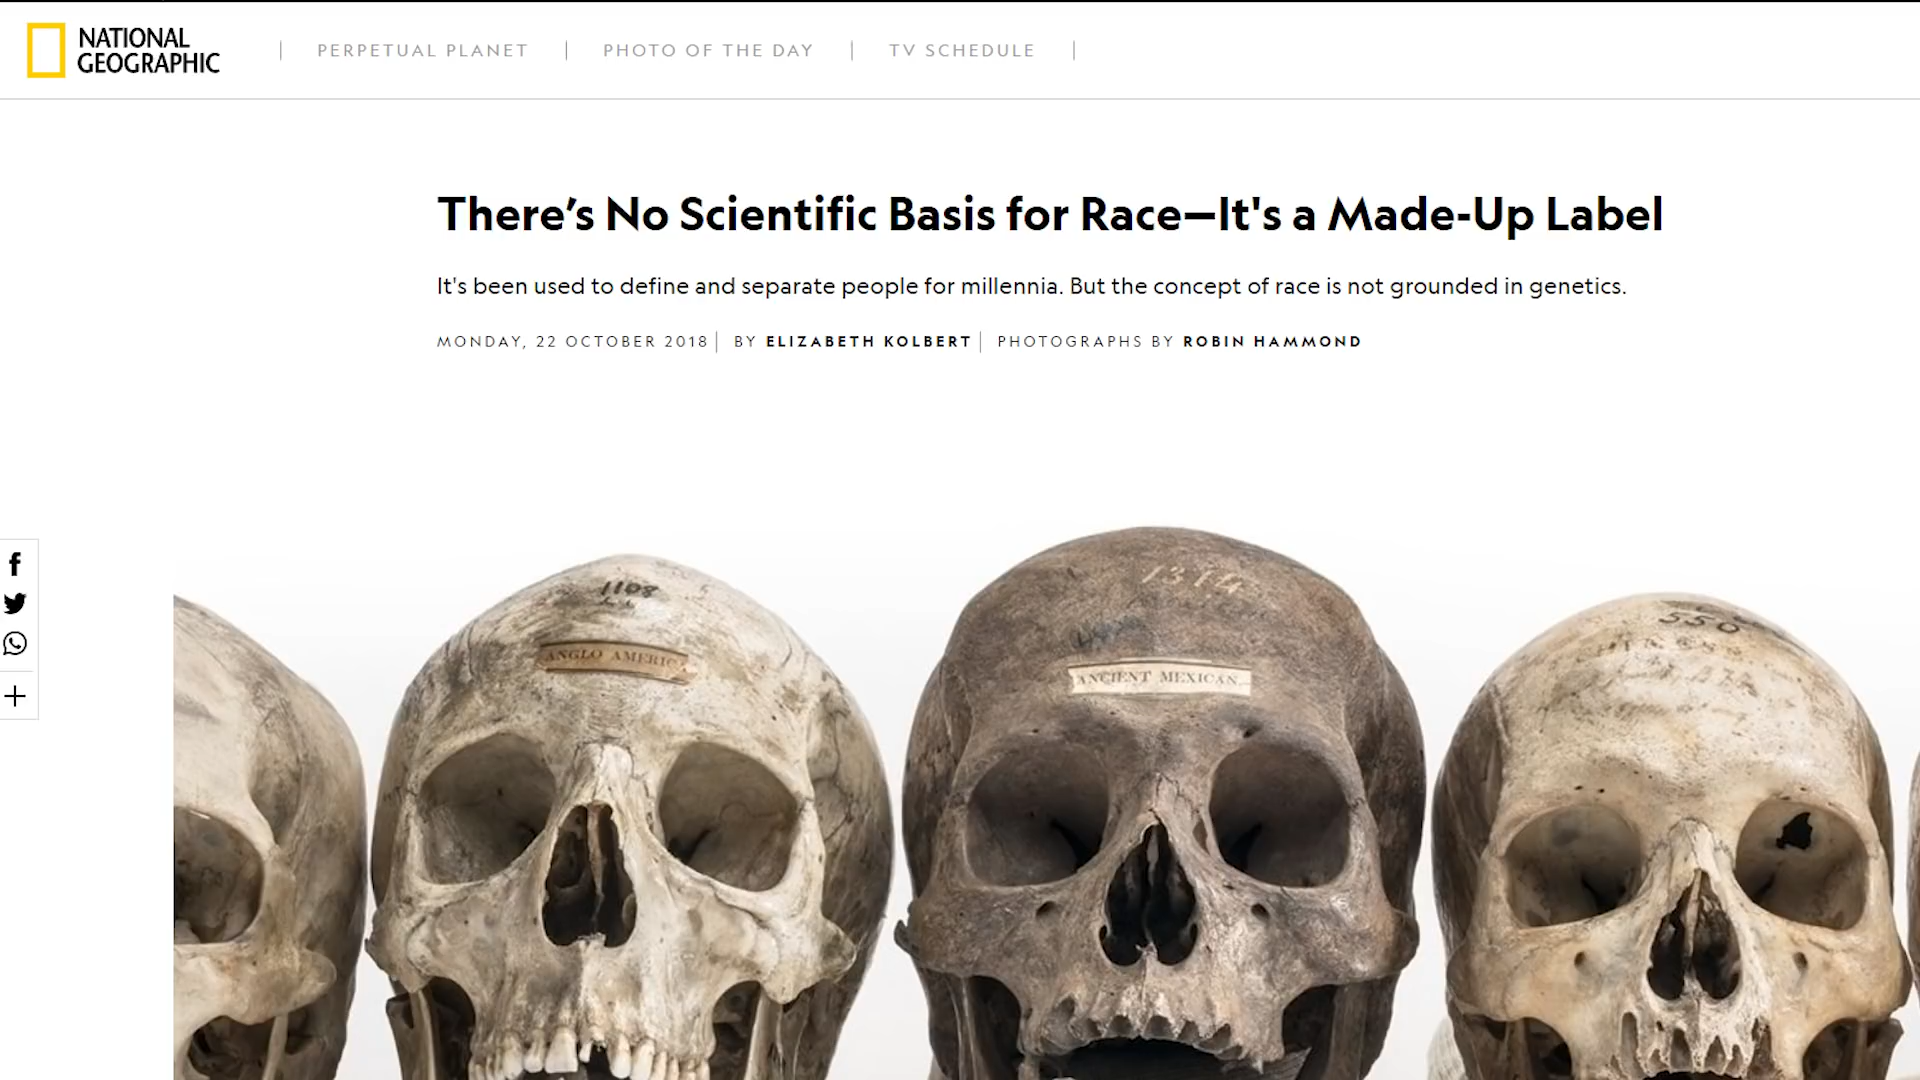 NATIONAL
GEOGRAPHIC
PERPETUAL PLANET
PHOTO OF THE DAY
TV SCHEDULE
There’s No Scientific Basis for Race—It's a Made-Up Label
It's been used to define and separate people for millennia. But the concept of race is not grounded in genetics.
MONDAY, 22 OCTOBER 2018 | BY ELIZABETH KOLBERT | PHOTOGRAPHS BY ROBIN HAMMOND
1108
ANGLO AMERIC
1314
ANCIENT MEXICAN.
550